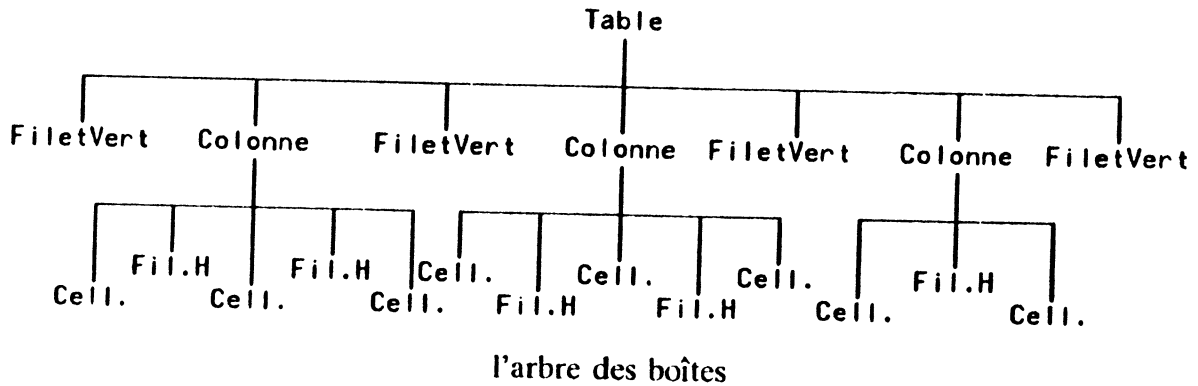 Table
FiletVert Colonne FiletVert Colonne FiletVert Colonne FiletVert
Fil.H Fil.H Cell. Cell. Cell. Fil.H
Cell. Cell. Cell. Fil.H Fil.H Cell. Cell.
l'arbre des boîtes